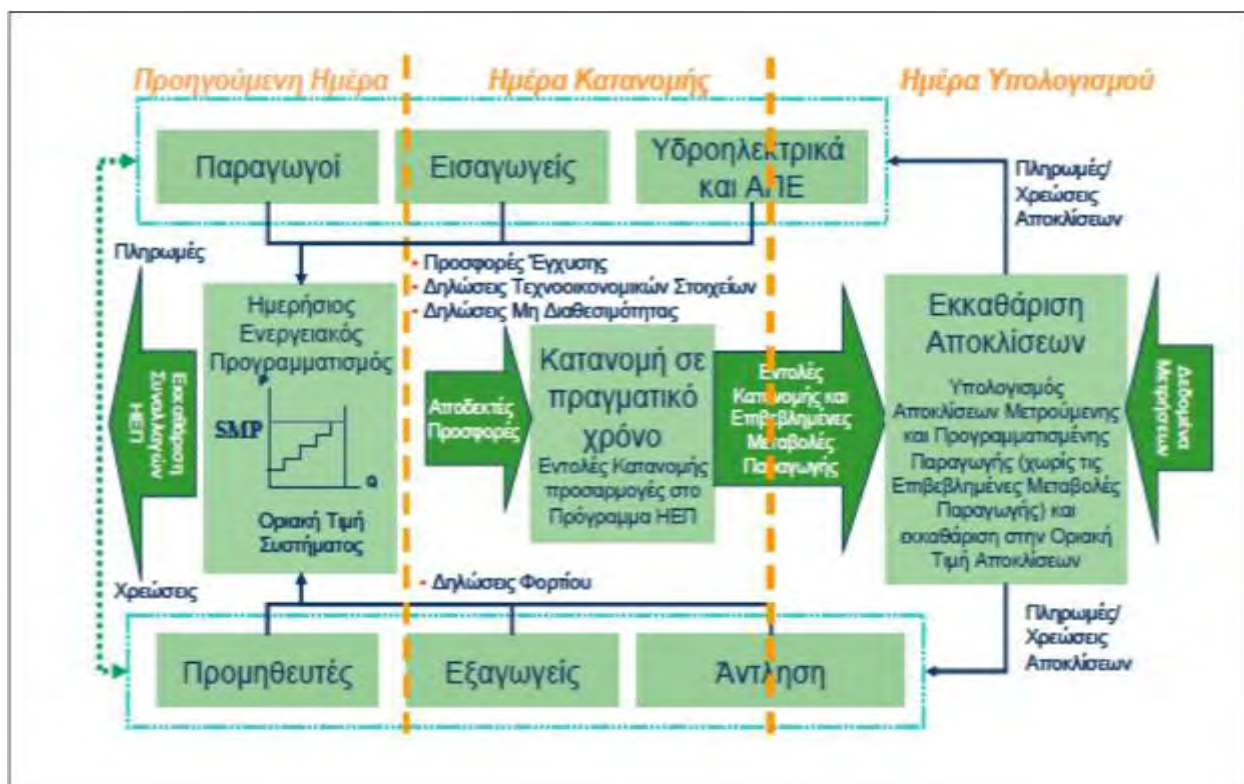 Προηγούμενη Ημέρα
Ημέρα Κατανομής
Ημέρα Υπολογισμού
Παραγωγοί
Εισαγωγείς
Υδροηλεκτρικά
και ΑΠΕ
Πληρωμές/
Χρεώσεις
Αποκλίσεων
Πληρωμές
- Προσφορές Έγχυσης
- Δηλώσεις Τεχνοοικονομικών Στοιχείων
- Δηλώσεις Μη Διαθεσιμότητας
Εκκαθάριση
Συναλλαγών
ΗΕΠ
Ημερήσιος
Ενεργειακός
Προγραμματισμός
SMP
Q
Οριακή Τιμή
Συστήματος
Αποδεκτές
Προσφορές
Κατανομή σε
πραγματικό
χρόνο
Εντολές Κατανομής
προσαρμογές στο
Πρόγραμμα ΗΕΠ
Εντολές
Κατανομής και
Επιβεβλημένες
Μεταβολές
Παραγωγής
Εκκαθάριση
Αποκλίσεων
Υπολογισμός
Αποκλίσεων Μετρούμενης
και Προγραμματισμένης
Παραγωγής (χωρίς τις
Επιβεβλημένες Μεταβολές
Παραγωγής) και
εκκαθάριση στην Οριακή
Τιμή Αποκλίσεων
Δεδομένα
Μετρήσεων
Χρεώσεις
- Δηλώσεις Φορτίου
Προμηθευτές
Εξαγωγείς
Άντληση
Πληρωμές/
Χρεώσεις
Αποκλίσεων